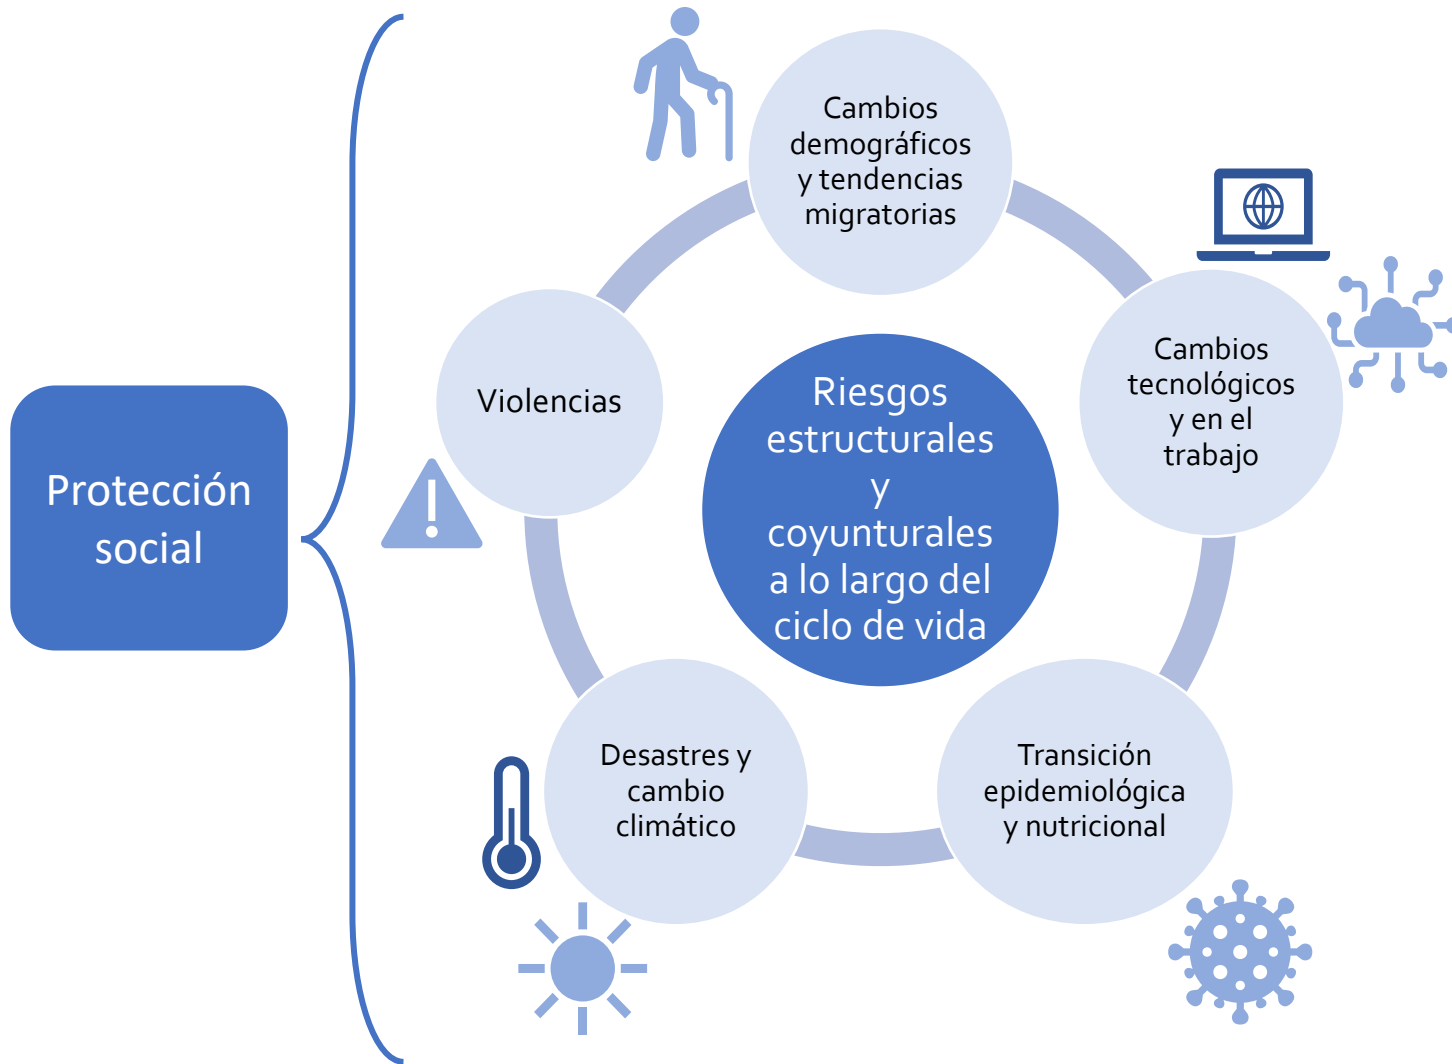 Protección
social
Cambios
demográficos
y tendencias
migratorias
Cambios
tecnológicos
y en el
trabajo
Transición
epidemiológica
y nutricional
Desastres y
cambio
climático
Violencias
Riesgos
estructurales
y
coyunturales
a lo largo del
ciclo de vida